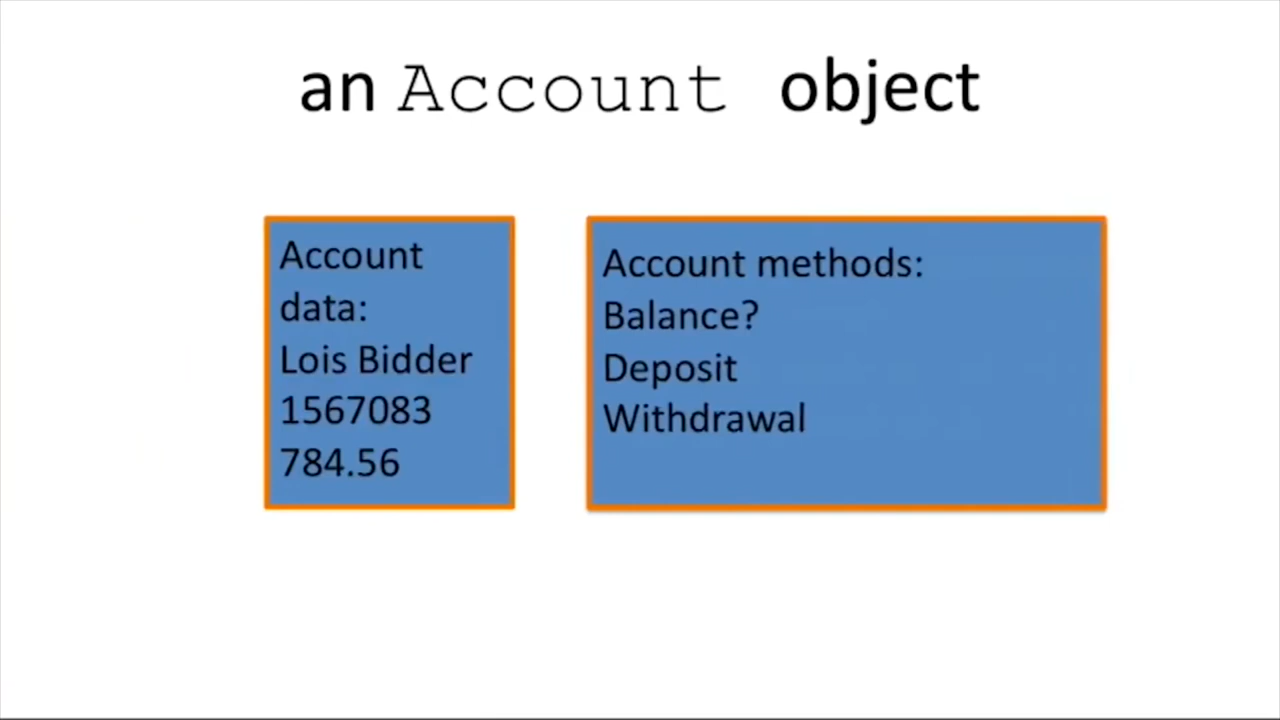 an Account object
Account
data:
Lois Bidder
1567083
784.56
Account methods:
Balance?
Deposit
Withdrawal